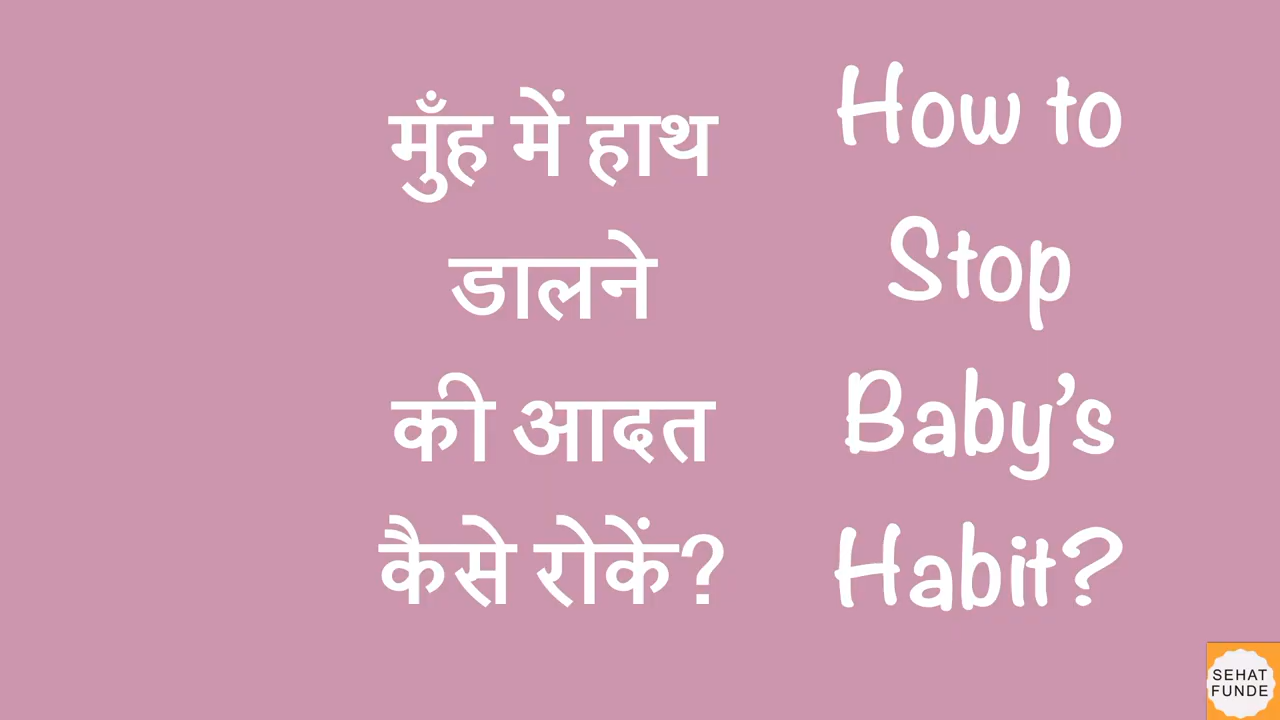 मुँह में हाथ
डालने
की आदत
कैसे रोकें?
How to
Stop
Baby’s
Habit?
SEHAT
FUNDE